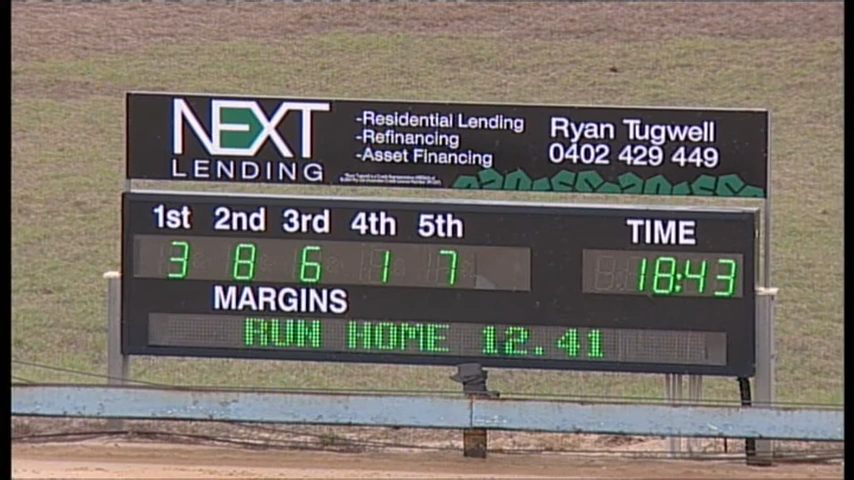 NEXT
LENDING
-Residential Lending
-Refinancing
-Asset Financing
Ryan Tugwell
0402 429 449
1st 2nd 3rd 4th 5th TIME
3 8 6 1 7 18:43
MARGINS
RUN HOME 12.41